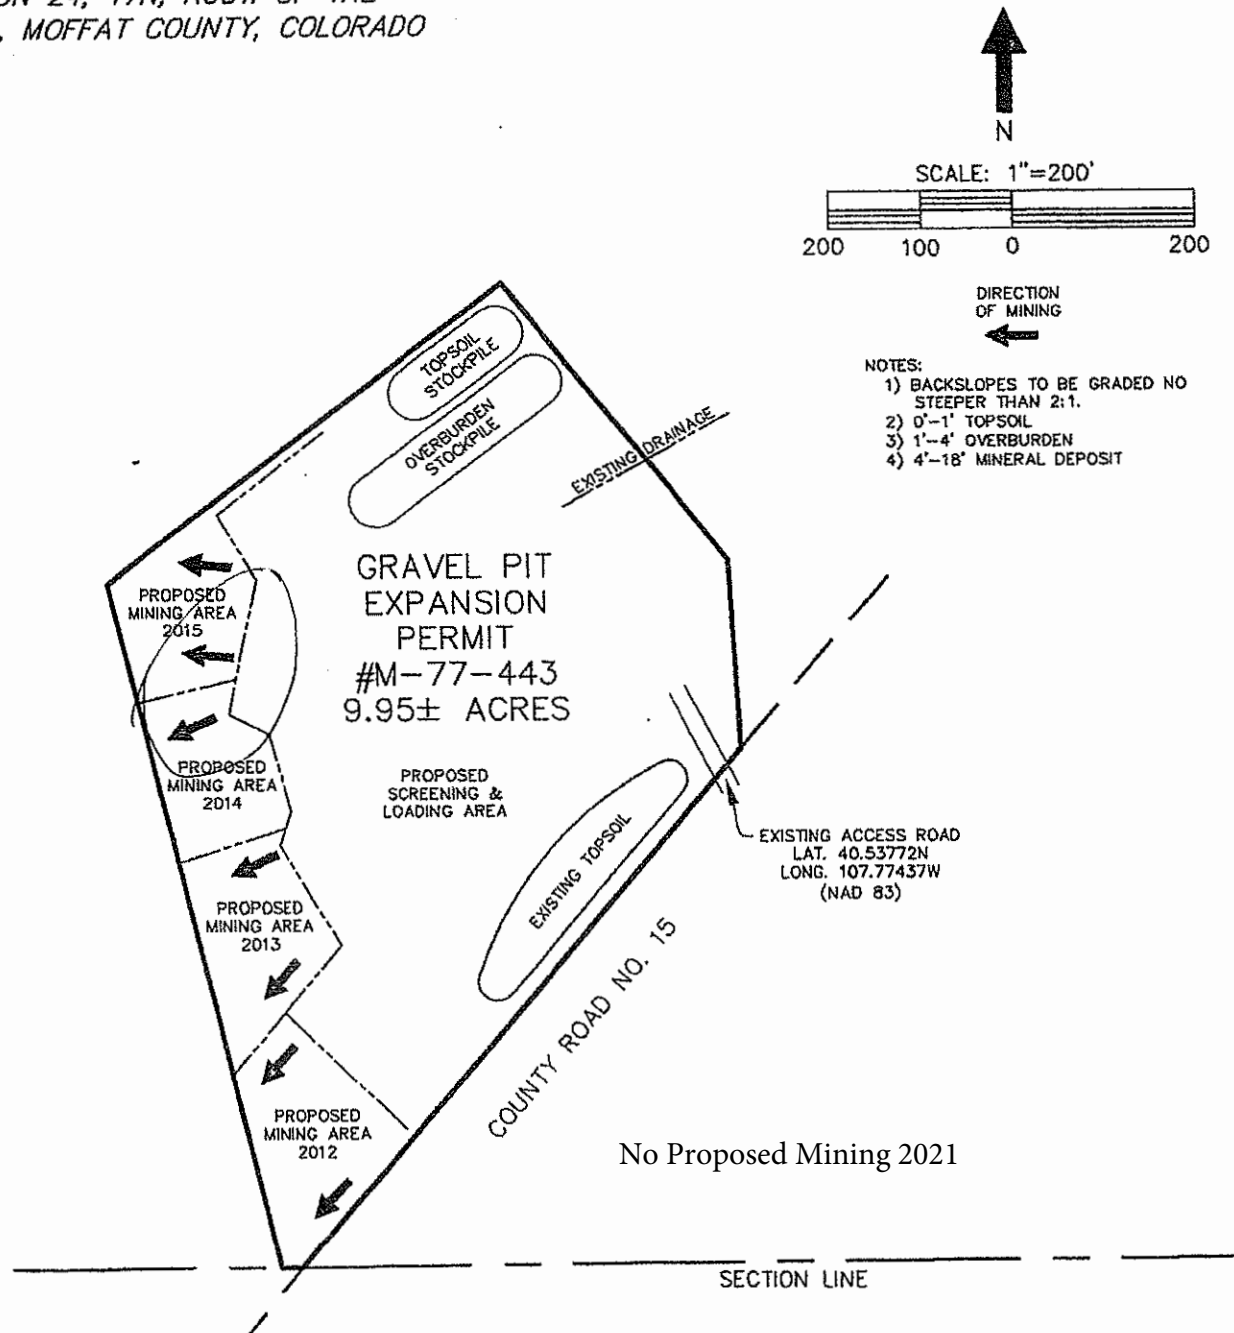 MOFFAT COUNTY, COLORADO
N
SCALE: 1"=200'
200 100 0 200
DIRECTION
OF MINING
NOTES:
1) BACKSLOPES TO BE GRADED NO
STEEPER THAN 2:1.
2) 0'-1' TOPSOIL
3) 1'-4' OVERBURDEN
4) 4'-18' MINERAL DEPOSIT
TOPSOIL
STOCKPILE
OVERBURDEN
STOCKPILE
EXISTING DRAINAGE
GRAVEL PIT
EXPANSION
PERMIT
#M-77-443
9.95± ACRES
PROPOSED
MINING AREA
2015
PROPOSED
MINING AREA
2014
PROPOSED
SCREENING &
LOADING AREA
EXISTING TOPSOIL
EXISTING ACCESS ROAD
LAT. 40.53772N
LONG. 107.77437W
(NAD 83)
PROPOSED
MINING AREA
2013
COUNTY ROAD NO. 15
PROPOSED
MINING AREA
2012
No Proposed Mining 2021
SECTION LINE